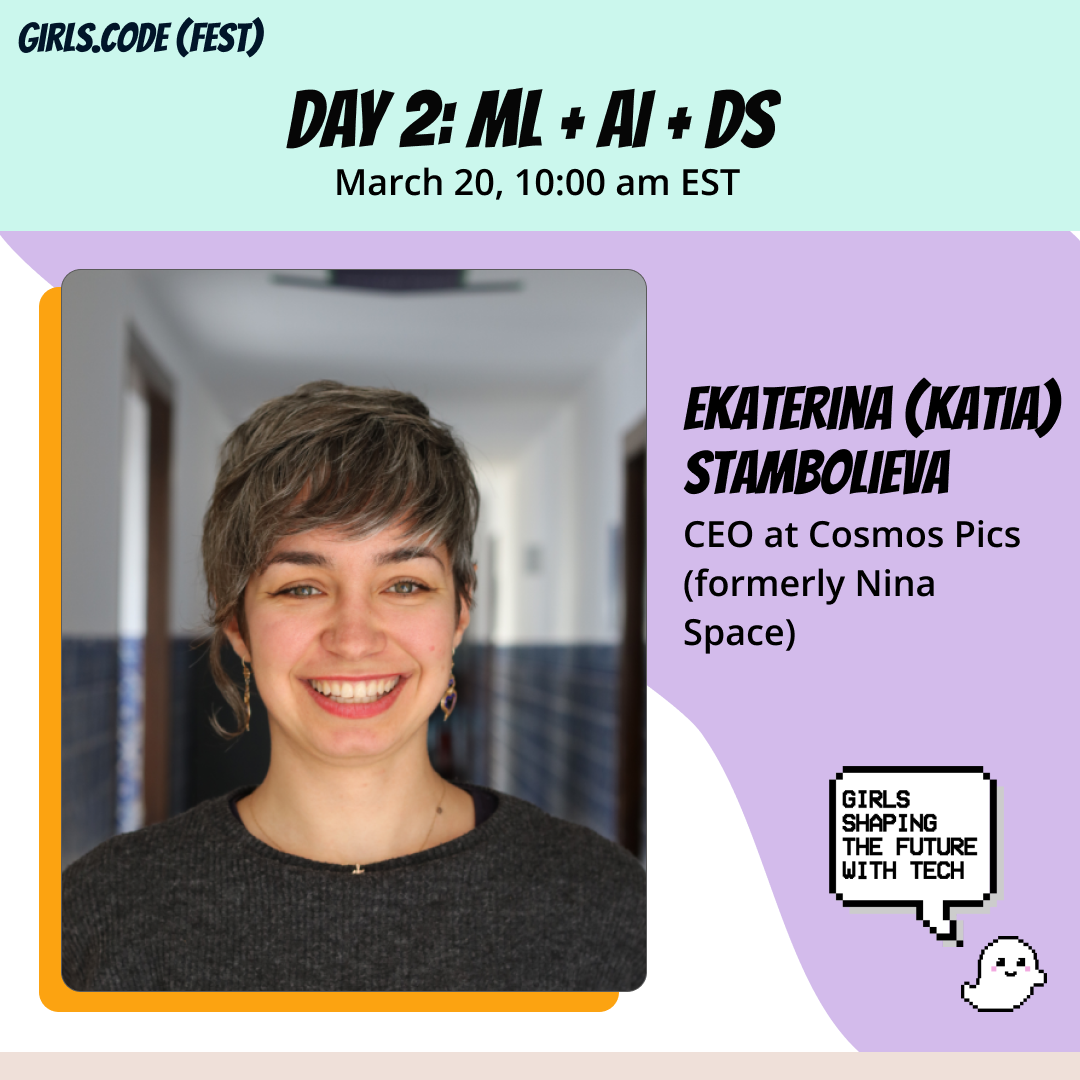 GIRLS.CODE (FEST)
DAY 2: ML + AI + DS
March 20, 10:00 am EST
EKATERINA (KATIA)
STAMBOLIEVA
CEO at Cosmos Pics
(formerly Nina
Space)
GIRLS
SHAPING
THE FUTURE
WITH TECH